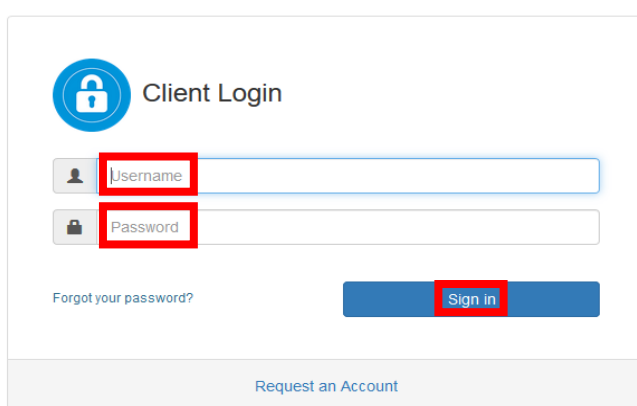 Client Login
Username
Password
Forgot your password?
Sign in
Request an Account